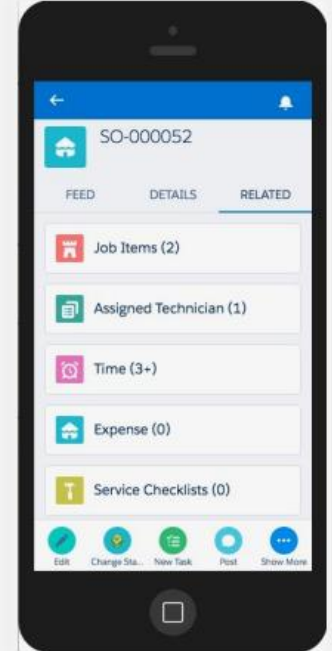 SO-000052
FEED DETAILS RELATED
Job Items (2)
Assigned Technician (1)
Time (3+)
Expense (0)
Service Checklists (0)
Edit Change Sta... New Task Post Show More